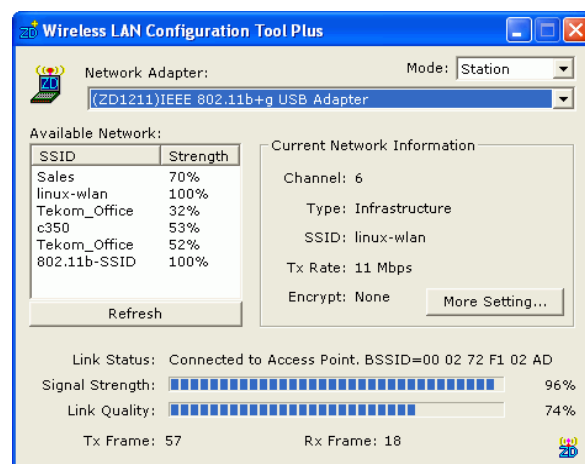 ZD Wireless LAN Configuration Tool Plus
ZD
Network Adapter:
Mode: Station
(ZD1211)IEEE 802.11b+g USB Adapter
Available Network:
SSID Strength
Sales 70%
linux-wlan 100%
Tekom_Office 32%
c350 53%
Tekom_Office 52%
802.11b-SSID 100%
Refresh
Current Network Information
Channel: 6
Type: Infrastructure
SSID: linux-wlan
Tx Rate: 11 Mbps
Encrypt: None
More Setting...
Link Status: Connected to Access Point. BSSID=00 02 72 F1 02 AD
Signal Strength: 96%
Link Quality: 74%
Tx Frame: 57 Rx Frame: 18
ZD